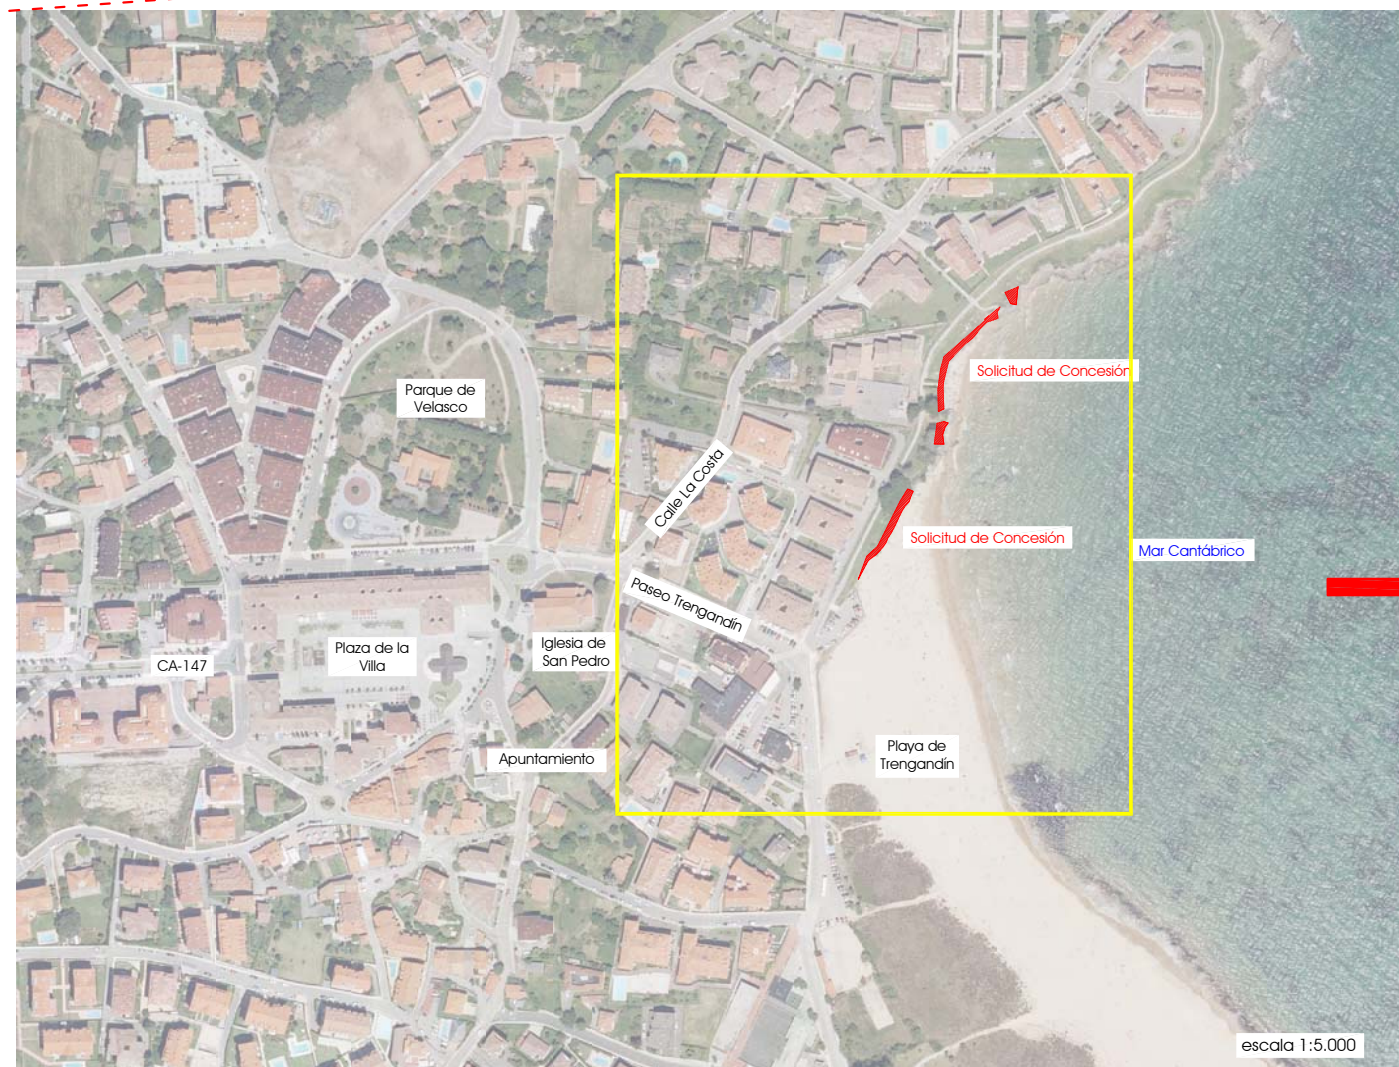 Solicitud de Concesión
Parque de
Velasco
Calle La Costa
Solicitud de Concesión
Mar Cantábrico
Paseo Trengandín
Iglesia de
San Pedro
Plaza de la
Villa
CA-147
Apuntamiento
Playa de
Trengandín
escala 1:5.000